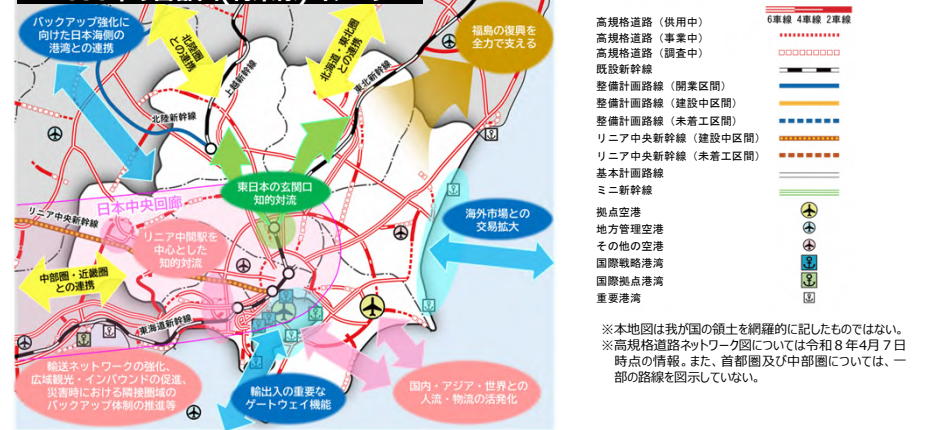 バックアップ強化に
向けた日本海側の
港湾との連携
北陸圏
との連携
北海道・東北圏
との連携
福島の復興を
全力で支える
上越新幹線
東北新幹線
北陸新幹線
東日本の玄関口
知的対流
日本中央回廊
リニア中央新幹線
リニア中間駅を
中心とした
知的対流
海外市場との
交易拡大
中部圏・近畿圏
との連携
東海道新幹線
輸送ネットワークの強化、
広域観光・インバウンドの促進、
災害時における隣接圏域の
バックアップ体制の推進等
輸出入の重要な
ゲートウェイ機能
国内・アジア・世界との
人流・物流の活発化
高規格道路（供用中）
6車線 4車線 2車線
高規格道路（事業中）
高規格道路（調査中）
既設新幹線
整備計画路線（開業区間）
整備計画路線（建設中区間）
整備計画路線（未着工区間）
リニア中央新幹線（建設中区間）
リニア中央新幹線（未着工区間）
基本計画路線
ミニ新幹線
拠点空港
地方管理空港
その他の空港
国際戦略港湾
国際拠点港湾
重要港湾
※本地図は我が国の領土を網羅的に記したものではない。
※高規格道路ネットワーク図については令和８年4月７日
時点の情報。また、首都圏及び中部圏については、一
部の路線を図示していない。